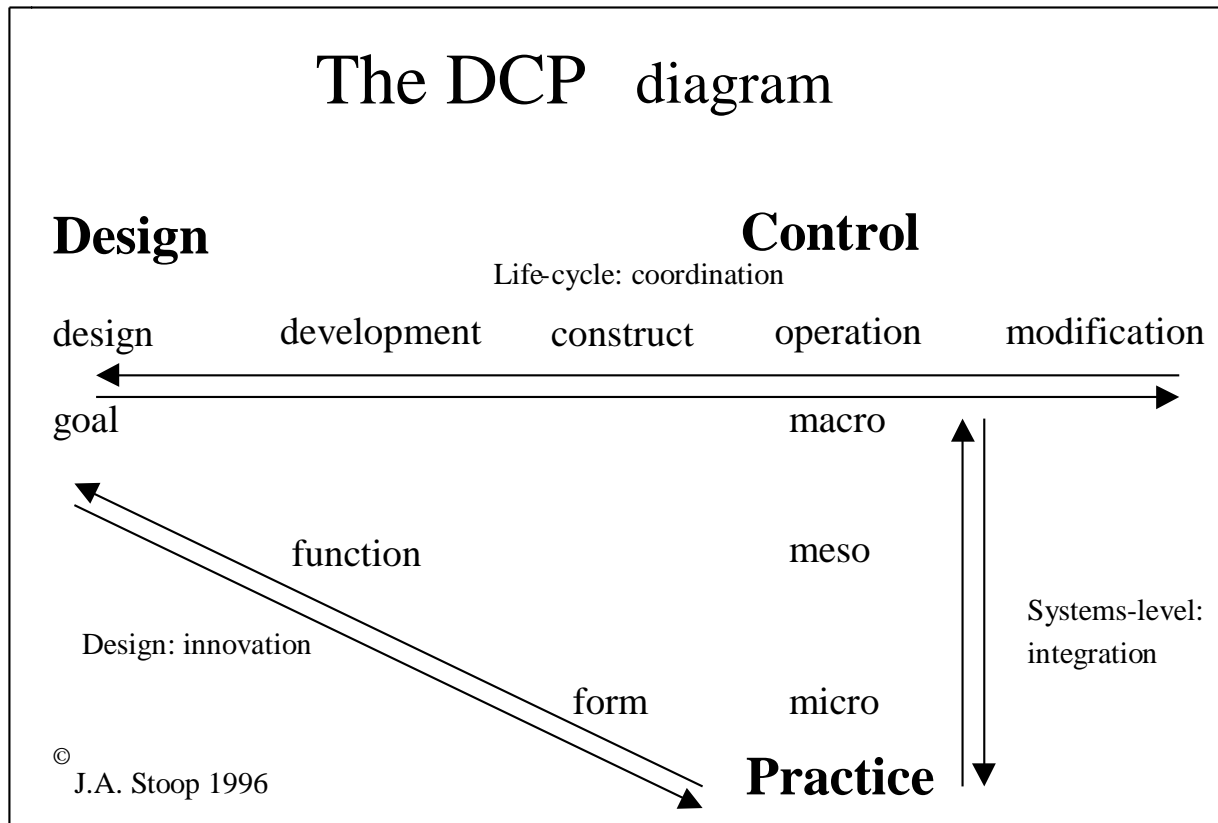 The DCP diagram
Design Control
Life-cycle: coordination
design development construct operation modification
goal macro
function meso
Design: innovation
Systems-level:
integration
form micro
©
J.A. Stoop 1996
Practice